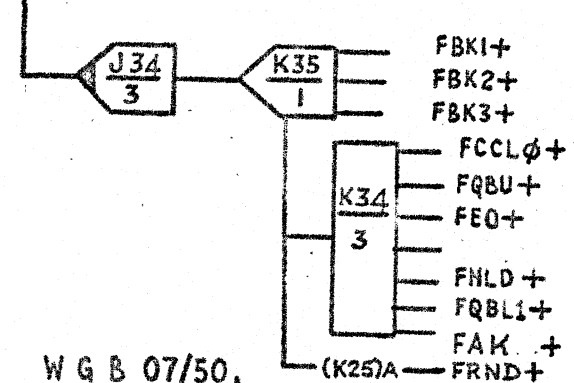 FBK1+
J34
3
K35
1
FBK2+
FBK3+
FCCLØ+
FQBU+
K34
3
FEO+
FNLD+
FQBL1+
FAK +
W G B 07/50.
(K25)A
FRND+